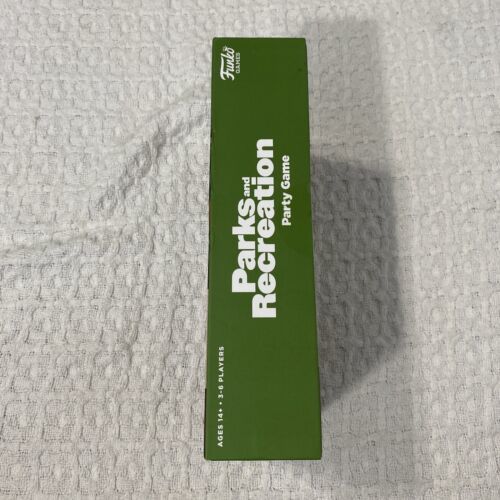 Funko
GAMES
Parks and
Recreation
Party Game
AGES 14+ • 3-6 PLAYERS